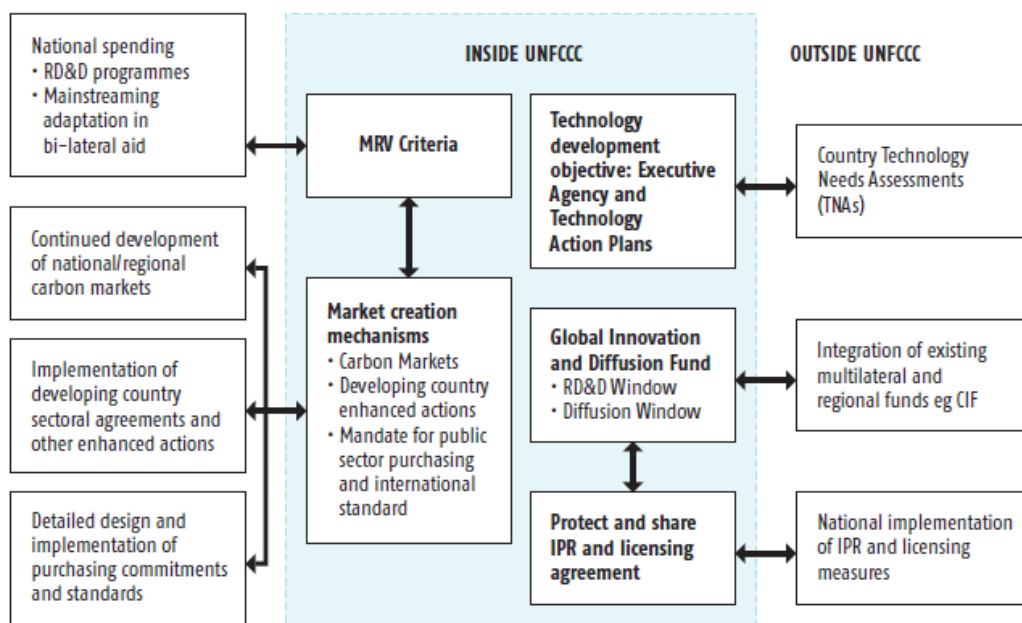 National spending
• RD&D programmes
• Mainstreaming
adaptation in
bi-lateral aid
Continued development
of national/regional
carbon markets
Implementation of
developing country
sectoral agreements and
other enhanced actions
Detailed design and
implementation of
purchasing commitments
and standards
INSIDE UNFCCC
MRV Criteria
Market creation
mechanisms
• Carbon Markets
• Developing country
enhanced actions
• Mandate for public
sector purchasing
and international
standard
Technology
development
objective: Executive
Agency and
Technology
Action Plans
Global Innovation
and Diffusion Fund
• RD&D Window
• Diffusion Window
Protect and share
IPR and licensing
agreement
OUTSIDE UNFCCC
Country Technology
Needs Assessments
(TNAs)
Integration of existing
multilateral and
regional funds eg CIF
National implementation
of IPR and licensing
measures